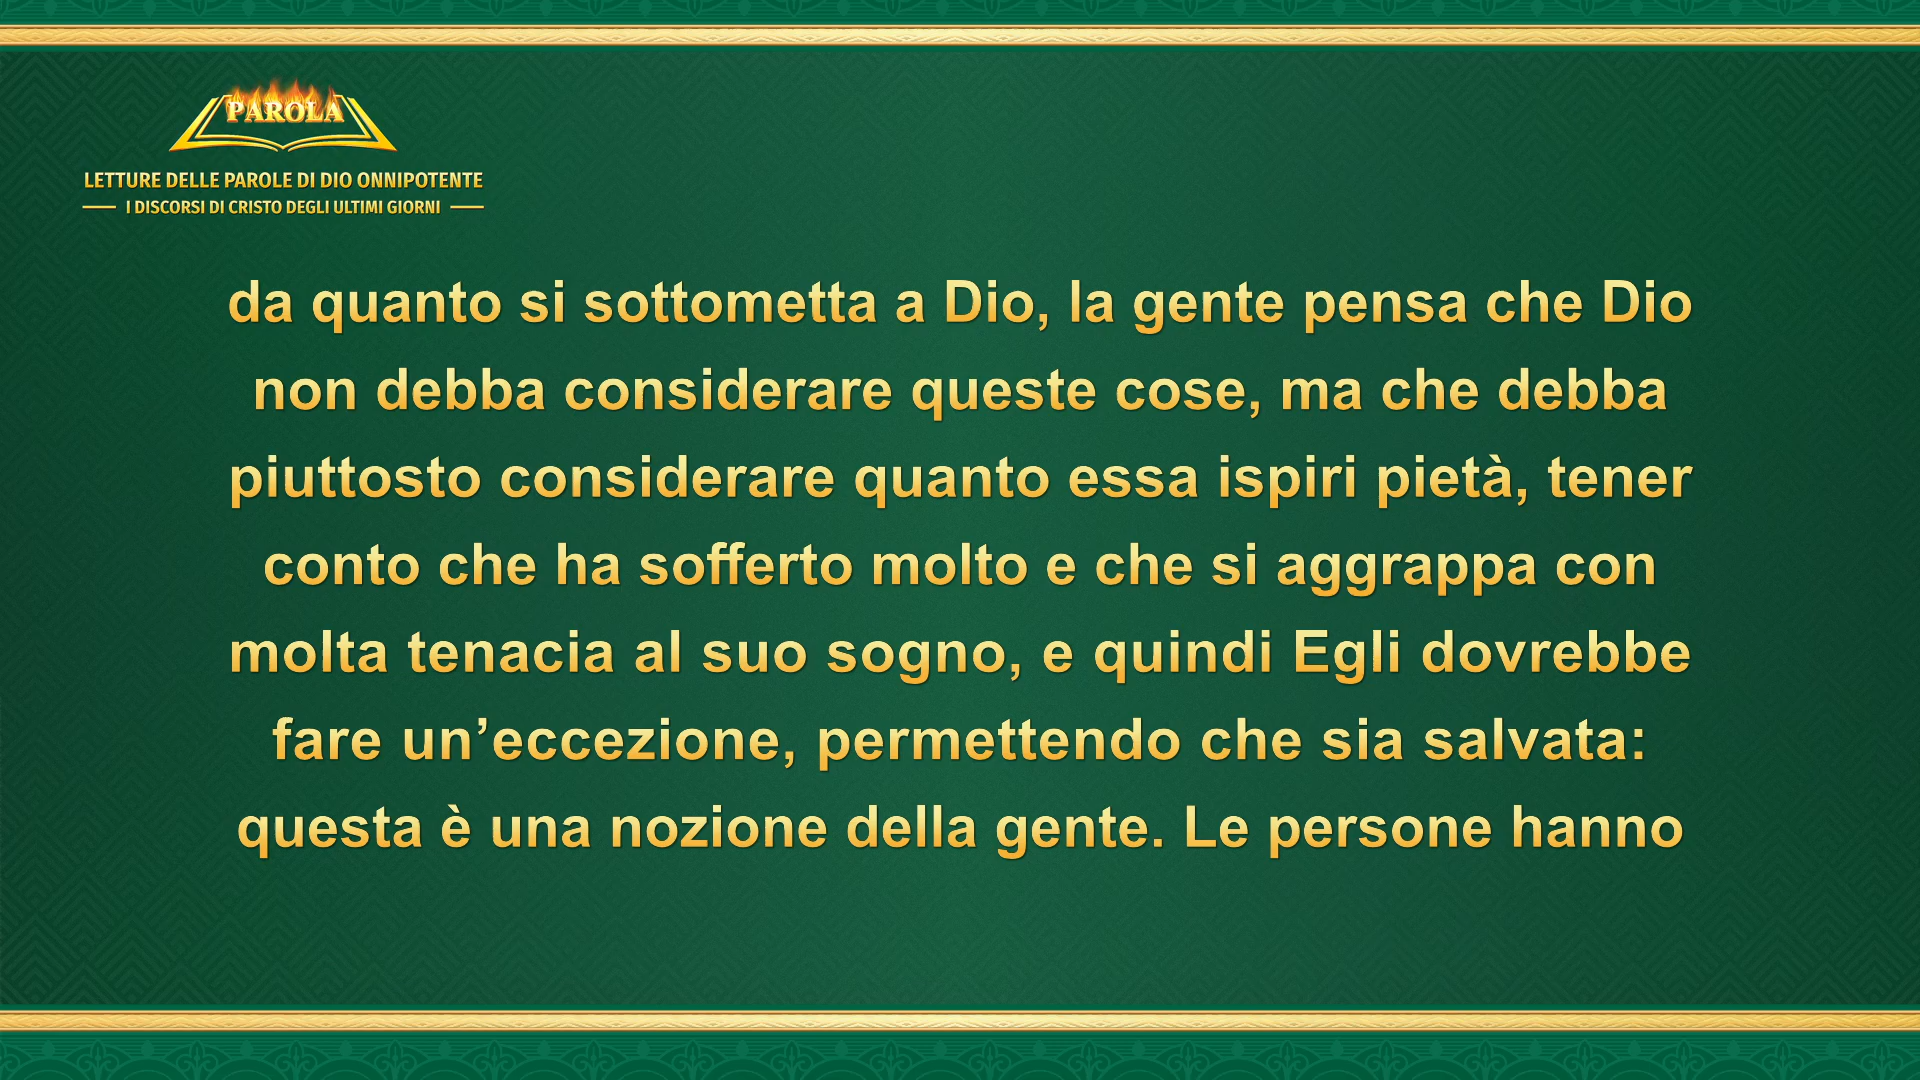 PAROLA
LETTURE DELLE PAROLE DI DIO ONNIPOTENTE
I DISCORSI DI CRISTO DEGLI ULTIMI GIORNI
da quanto si sottometta a Dio, la gente pensa che Dio
non debba considerare queste cose, ma che debba
piuttosto considerare quanto essa ispiri pietà, tener
conto che ha sofferto molto e che si aggrappa con
molta tenacia al suo sogno, e quindi Egli dovrebbe
fare un’eccezione, permettendo che sia salvata:
questa è una nozione della gente. Le persone hanno